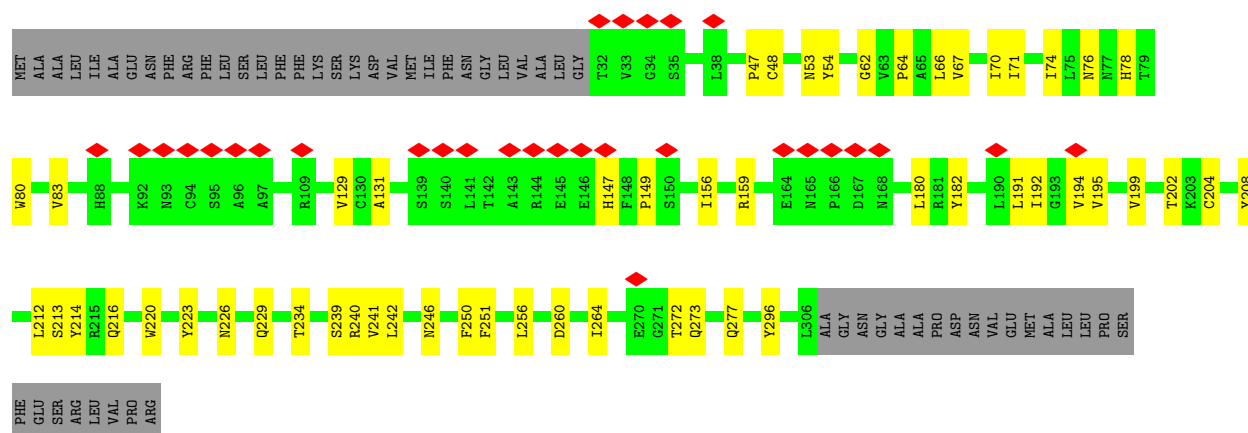 MET ALA ALA LEU ILE ALA GLU ASN PHE ARG PHE LEU SER LEU PHE PHE LYS SER LYS ASP VAL MET ILE PHE ASN GLY LEU VAL ALA LEU GLY T32 V33 G34 S35 L38 P47 C48 N53 Y54 G62 V63 P64 A65 L66 V67 I70 I71 I74 L75 N76 N77 H78 T79
W80 V83 H88 K92 N93 C94 S95 A96 A97 R109 V129 C130 A131 S139 S140 L141 T142 A143 R144 E145 E146 H147 F148 P149 S150 I156 R159 E164 N165 P166 D167 N168 L180 R181 Y182 L190 L191 I192 G193 V194 V195 V199 T202 K203 C204 Y208
L212 S213 Y214 R215 Q216 W220 Y223 N226 Q229 T234 S239 R240 V241 L242 N246 F250 F251 L256 D260 I264 E270 G271 T272 Q273 Q277 Y296 L306 ALA GLY ASN GLY ALA ALA PRO ASP ASN VAL GLU MET ALA LEU LEU PRO SER
PHE GLU SER ARG LEU VAL PRO ARG